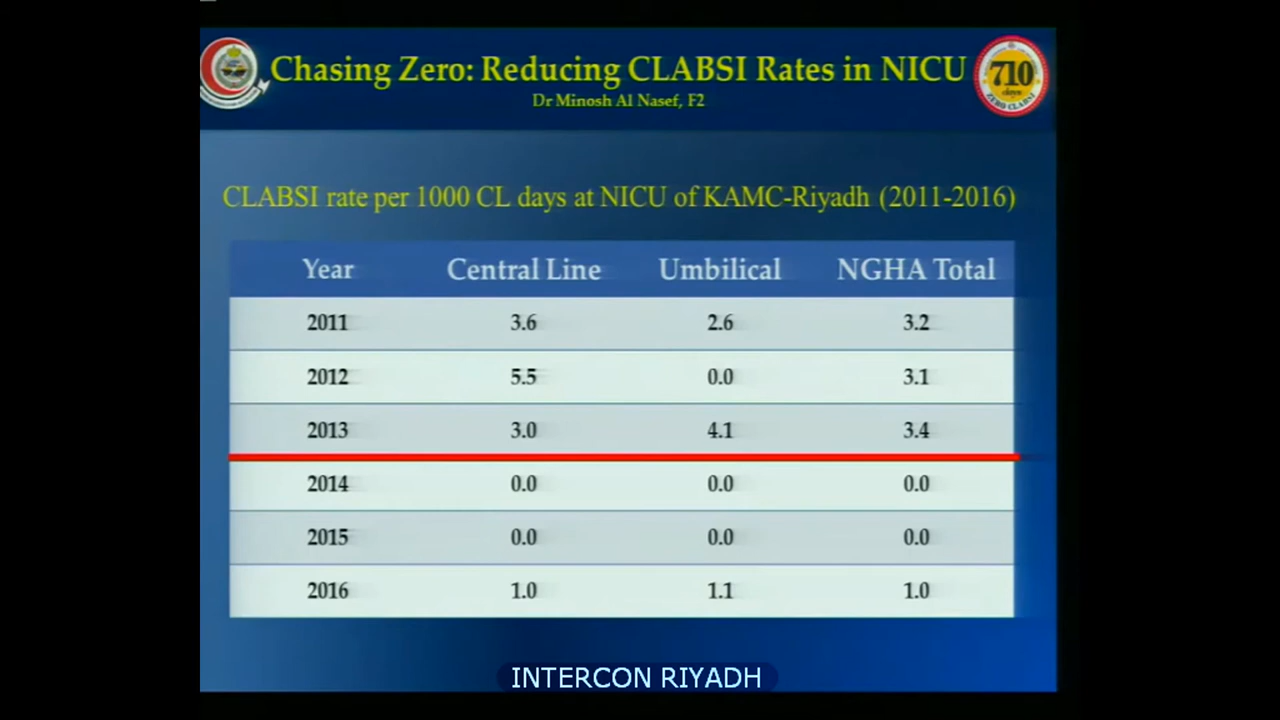 Chasing Zero: Reducing CLABSI Rates in NICU
Dr Minosh Al Nasef, F2
710
days
ZERO CLABSI
CLABSI rate per 1000 CL days at NICU of KAMC-Riyadh (2011-2016)
Year Central Line Umbilical NGHA Total
2011 3.6 2.6 3.2
2012 5.5 0.0 3.1
2013 3.0 4.1 3.4
2014 0.0 0.0 0.0
2015 0.0 0.0 0.0
2016 1.0 1.1 1.0
INTERCON RIYADH